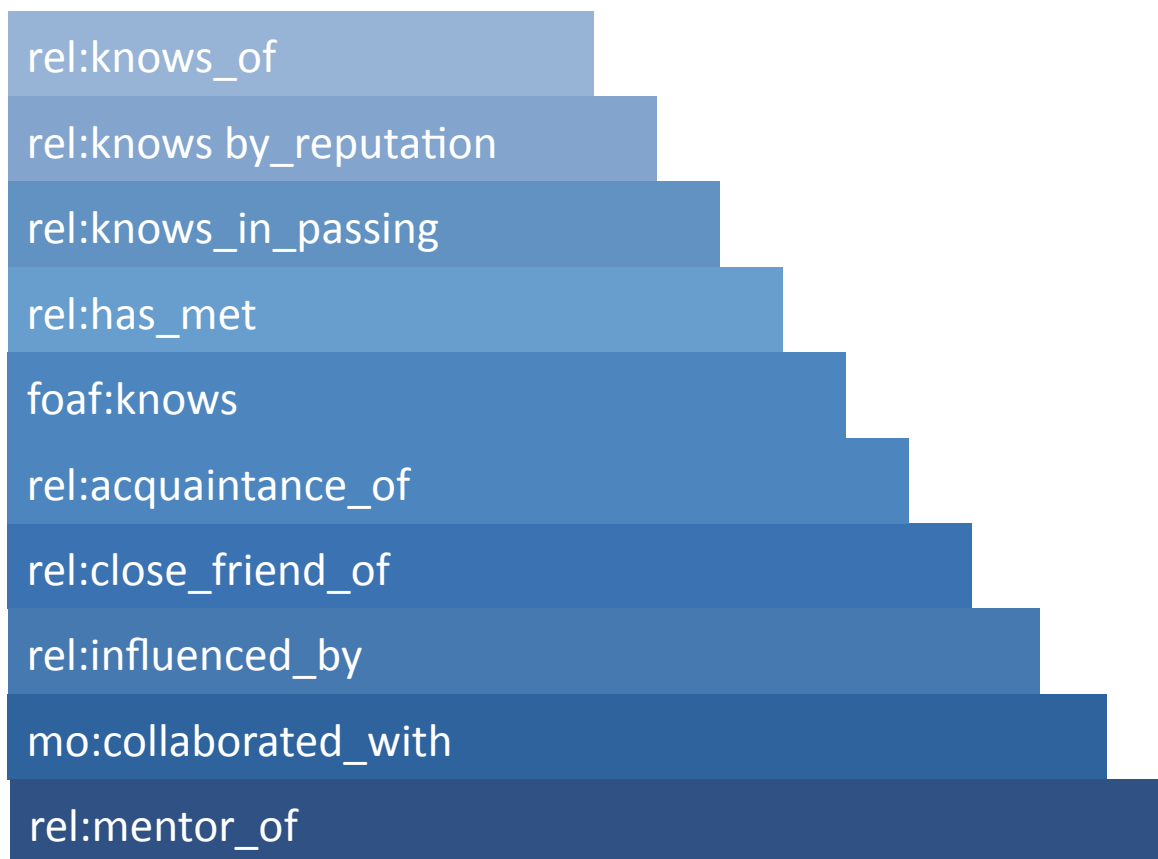 rel:knows_of
rel:knows by_reputation
rel:knows_in_passing
rel:has_met
foaf:knows
rel:acquaintance_of
rel:close_friend_of
rel:influenced_by
mo:collaborated_with
rel:mentor_of